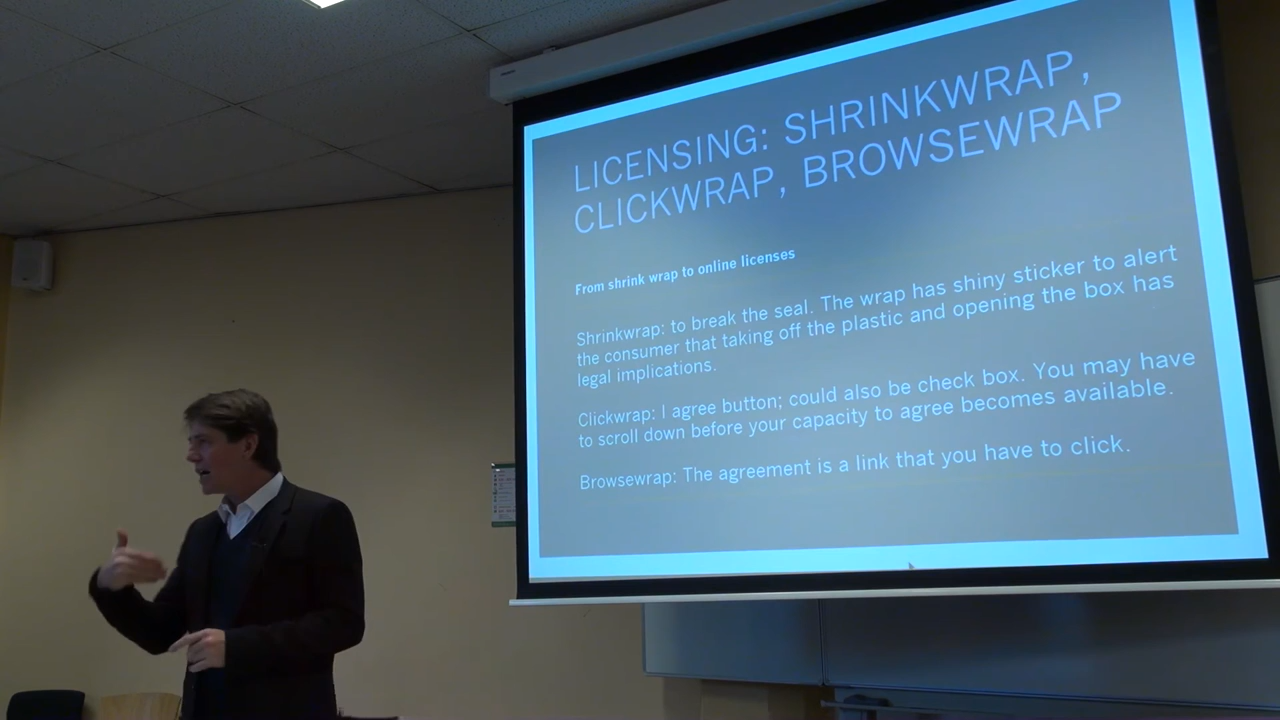 LICENSING: SHRINKWRAP,
CLICKWRAP, BROWSEWRAP
From shrink wrap to online licenses
Shrinkwrap: to break the seal. The wrap has shiny sticker to alert
the consumer that taking off the plastic and opening the box has
legal implications.
Clickwrap: I agree button; could also be check box. You may have
to scroll down before your capacity to agree becomes available.
Browsewrap: The agreement is a link that you have to click.